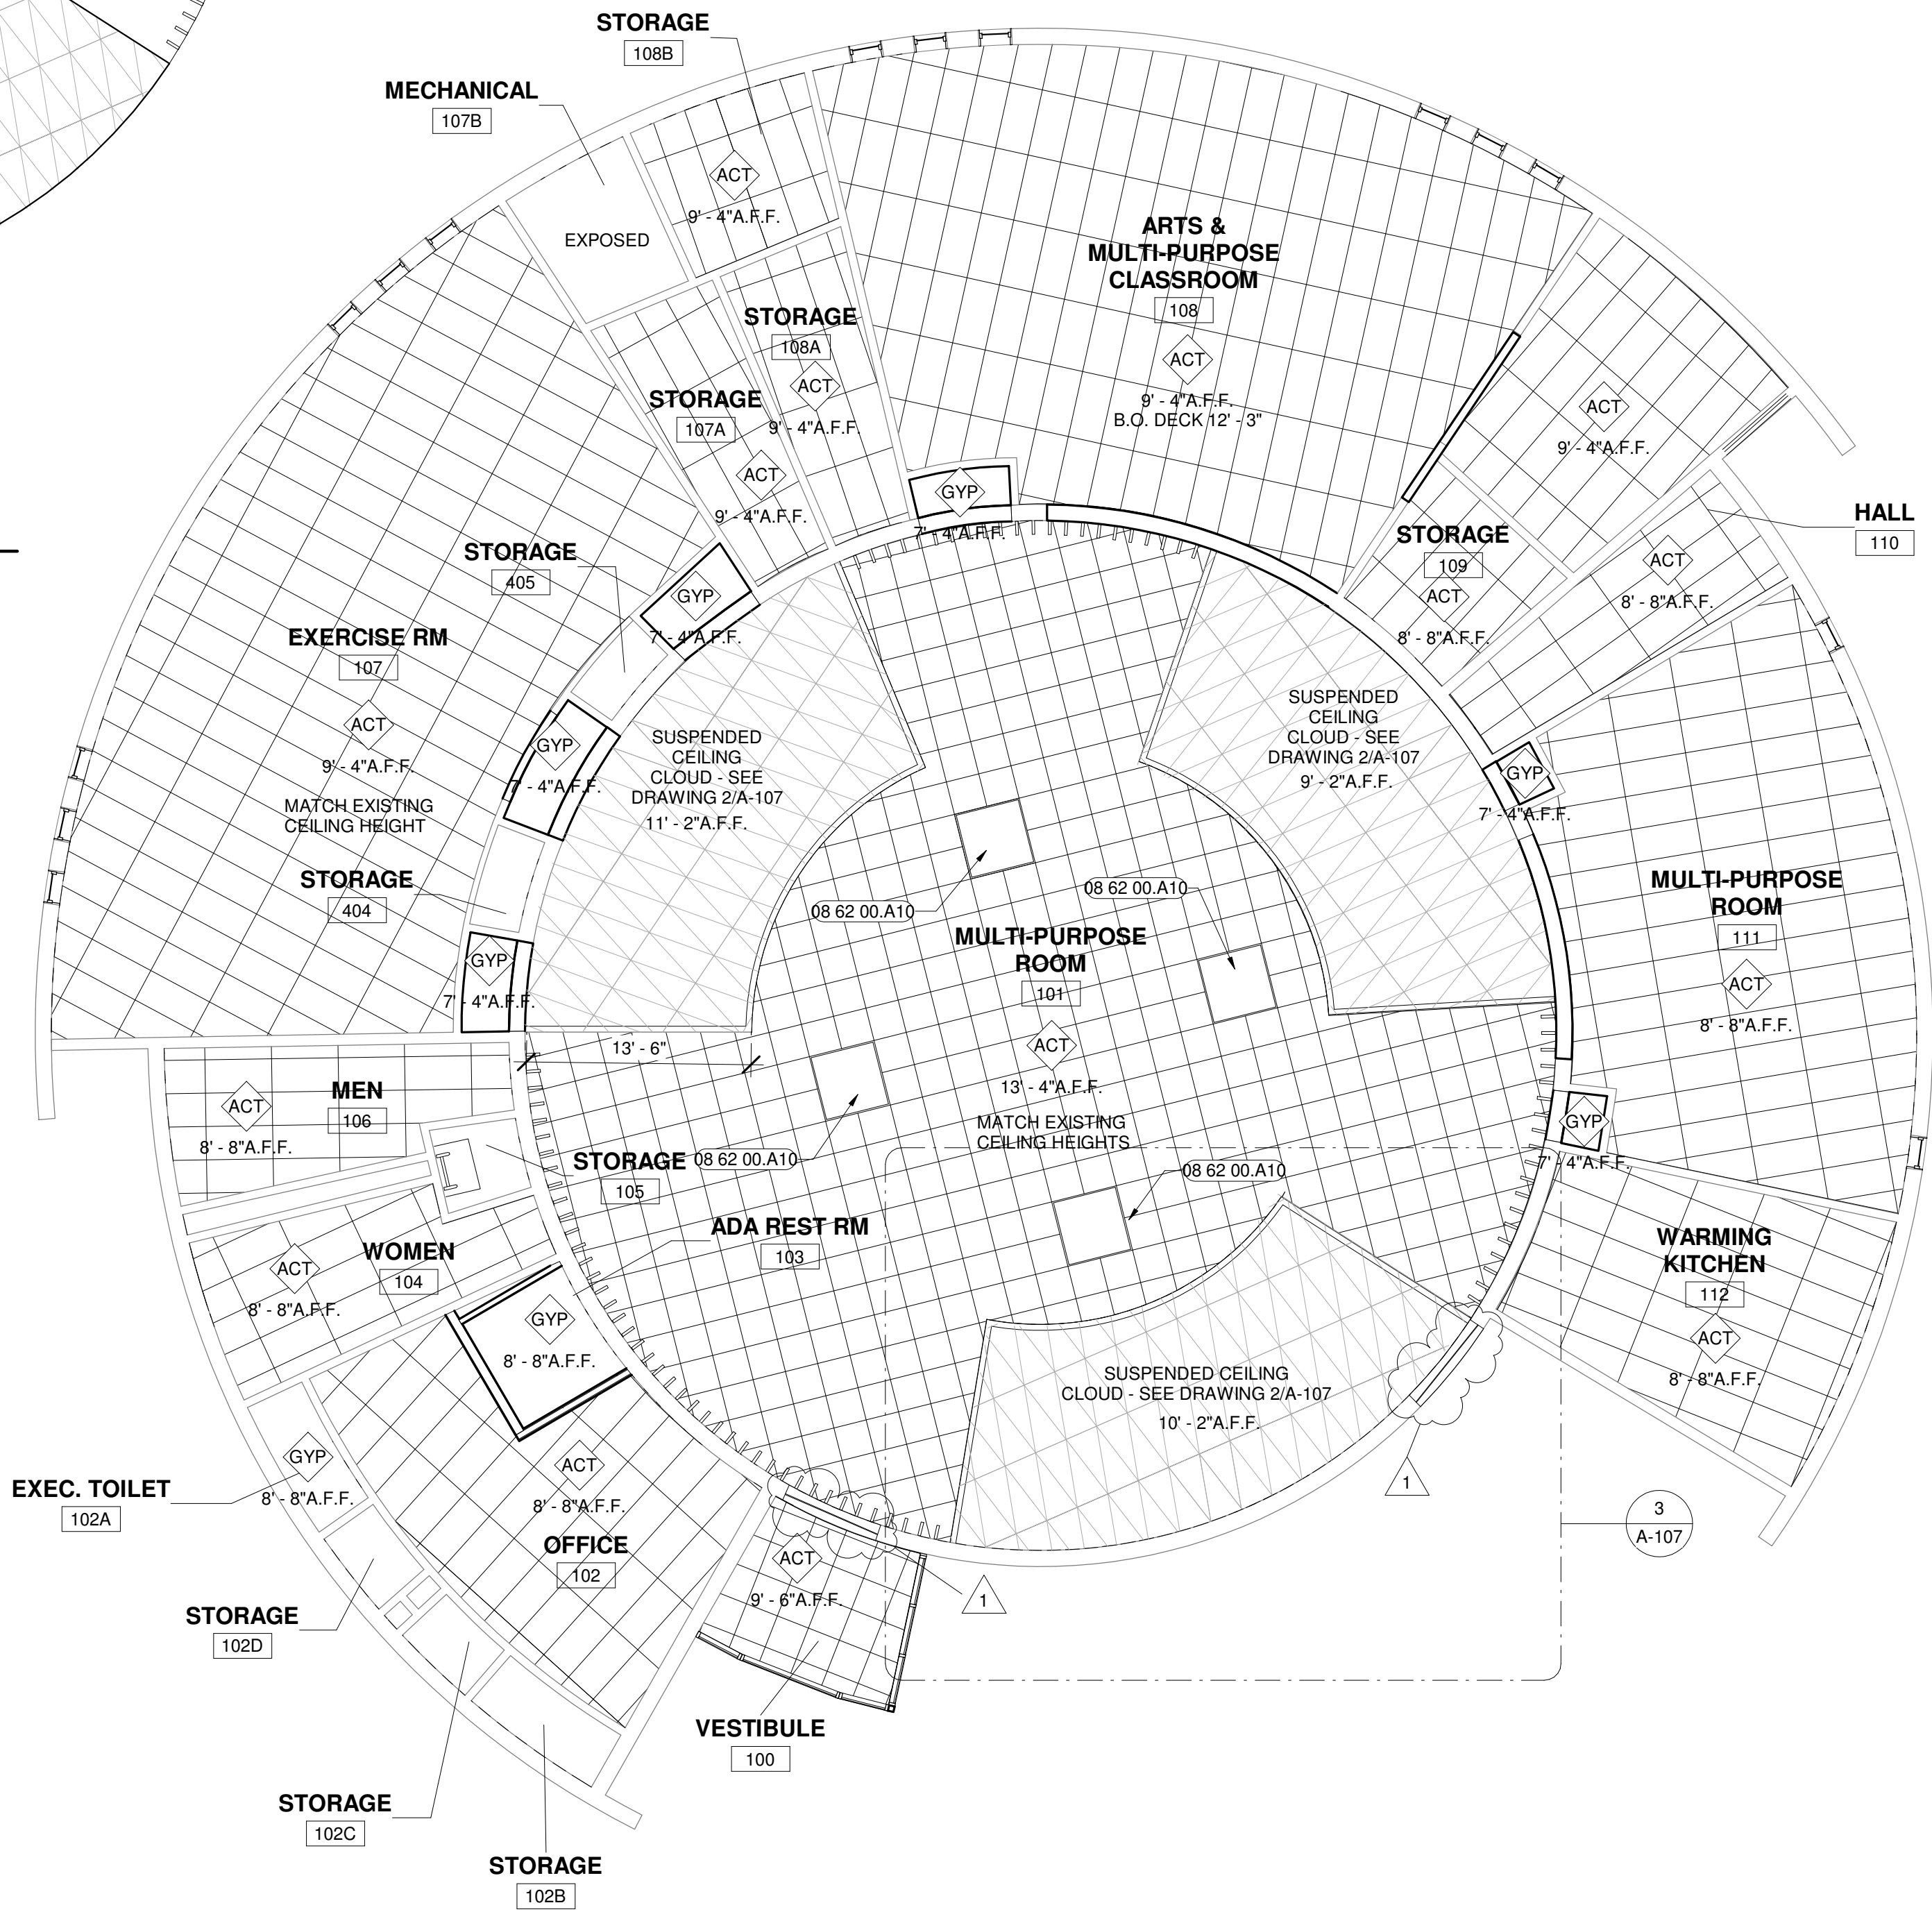 STORAGE
108B
MECHANICAL
107B
ACT
9' - 4"A.F.F.
EXPOSED
ARTS &
MULTI-PURPOSE
CLASSROOM
108
ACT
9' - 4"A.F.F.
B.O. DECK 12' - 3"
STORAGE
108A
ACT
9' - 4"A.F.F.
STORAGE
107A
ACT
9' - 4"A.F.F.
ACT
9' - 4"A.F.F.
GYP
7' - 4"A.F.F.
HALL
110
STORAGE
109
ACT
8' - 8"A.F.F.
ACT
8' - 8"A.F.F.
STORAGE
405
GYP
7' - 4"A.F.F.
EXERCISE RM
107
ACT
9' - 4"A.F.F.
MATCH EXISTING
CEILING HEIGHT
GYP
7' - 4"A.F.F.
SUSPENDED
CEILING
CLOUD - SEE
DRAWING 2/A-107
11' - 2"A.F.F.
SUSPENDED
CEILING
CLOUD - SEE
DRAWING 2/A-107
9' - 2"A.F.F.
GYP
7' - 4"A.F.F.
STORAGE
404
GYP
7' - 4"A.F.F.
08 62 00.A10
08 62 00.A10
MULTI-PURPOSE
ROOM
101
ACT
13' - 4"A.F.F.
MATCH EXISTING
CEILING HEIGHTS
MULTI-PURPOSE
ROOM
111
ACT
8' - 8"A.F.F.
13' - 6"
MEN
106
ACT
8' - 8"A.F.F.
GYP
7' - 4"A.F.F.
STORAGE
105
08 62 00.A10
08 62 00.A10
ADA REST RM
103
WOMEN
104
ACT
8' - 8"A.F.F.
GYP
8' - 8"A.F.F.
WARMING
KITCHEN
112
ACT
8' - 8"A.F.F.
SUSPENDED CEILING
CLOUD - SEE DRAWING 2/A-107
10' - 2"A.F.F.
1
3
A-107
EXEC. TOILET
102A
GYP
8' - 8"A.F.F.
ACT
8' - 8"A.F.F.
OFFICE
102
ACT
9' - 6"A.F.F.
1
STORAGE
102D
VESTIBULE
100
STORAGE
102C
STORAGE
102B